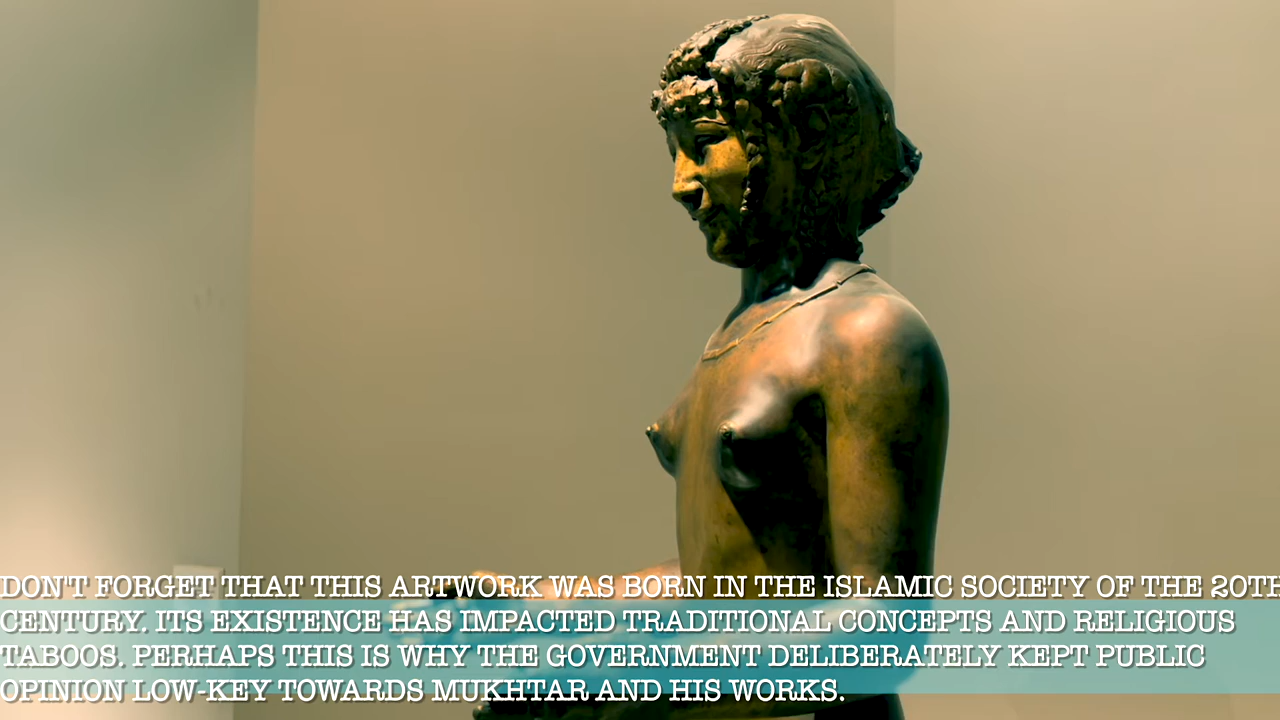 DON'T FORGET THAT THIS ARTWORK WAS BORN IN THE ISLAMIC SOCIETY OF THE 20TH
CENTURY. ITS EXISTENCE HAS IMPACTED TRADITIONAL CONCEPTS AND RELIGIOUS
TABOOS. PERHAPS THIS IS WHY THE GOVERNMENT DELIBERATELY KEPT PUBLIC
OPINION LOW-KEY TOWARDS MUKHTAR AND HIS WORKS.